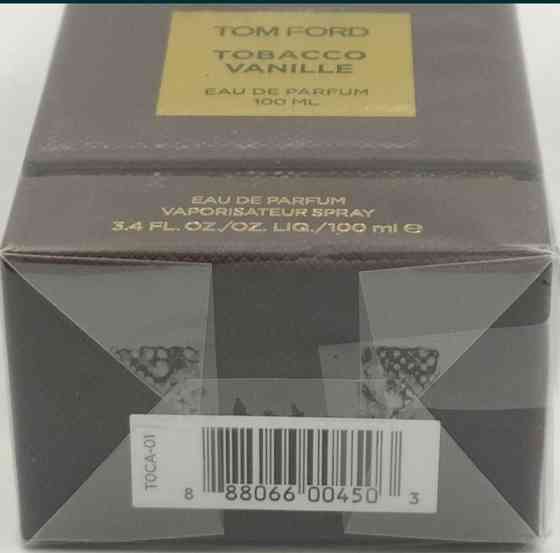 TOM FORD
TOBACCO
VANILLE
EAU DE PARFUM
100 ML
EAU DE PARFUM
VAPORISATEUR SPRAY
3.4 FL. OZ./OZ. LIQ./100 ml ℮
TOCA-01
8 88066 00450 3